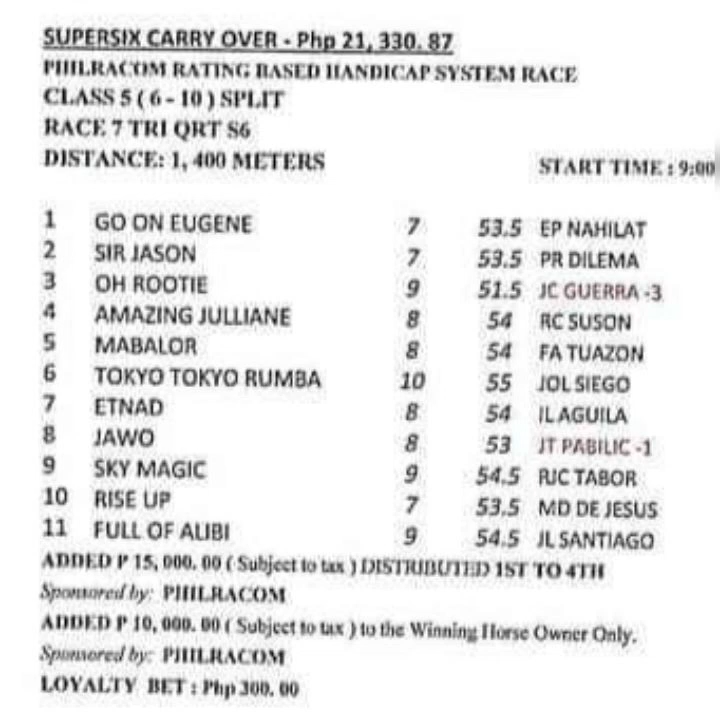 SUPERSIX CARRY OVER - Php 21, 330. 87
PHILRACOM RATING BASED HANDICAP SYSTEM RACE
CLASS 5 ( 6 - 10 ) SPLIT
RACE 7 TRI QRT S6
DISTANCE: 1, 400 METERS START TIME : 9:00
1 GO ON EUGENE 7 53.5 EP NAHILAT
2 SIR JASON 7 53.5 PR DILEMA
3 OH ROOTIE 9 51.5 JC GUERRA -3
4 AMAZING JULLIANE 8 54 RC SUSON
5 MABALOR 8 54 FA TUAZON
6 TOKYO TOKYO RUMBA 10 55 JOL SIEGO
7 ETNAD 8 54 JL AGUILA
8 JAWO 8 53 JT PABILIC -1
9 SKY MAGIC 9 54.5 RJC TABOR
10 RISE UP 7 53.5 MD DE JESUS
11 FULL OF ALIBI 9 54.5 JL SANTIAGO
ADDED P 15, 000. 00 ( Subject to tax ) DISTRIBUTED 1ST TO 4TH
Sponsored by: PHILRACOM
ADDED P 10, 000. 00 ( Subject to tax ) to the Winning Horse Owner Only.
Sponsored by: PHILRACOM
LOYALTY BET : Php 300. 00